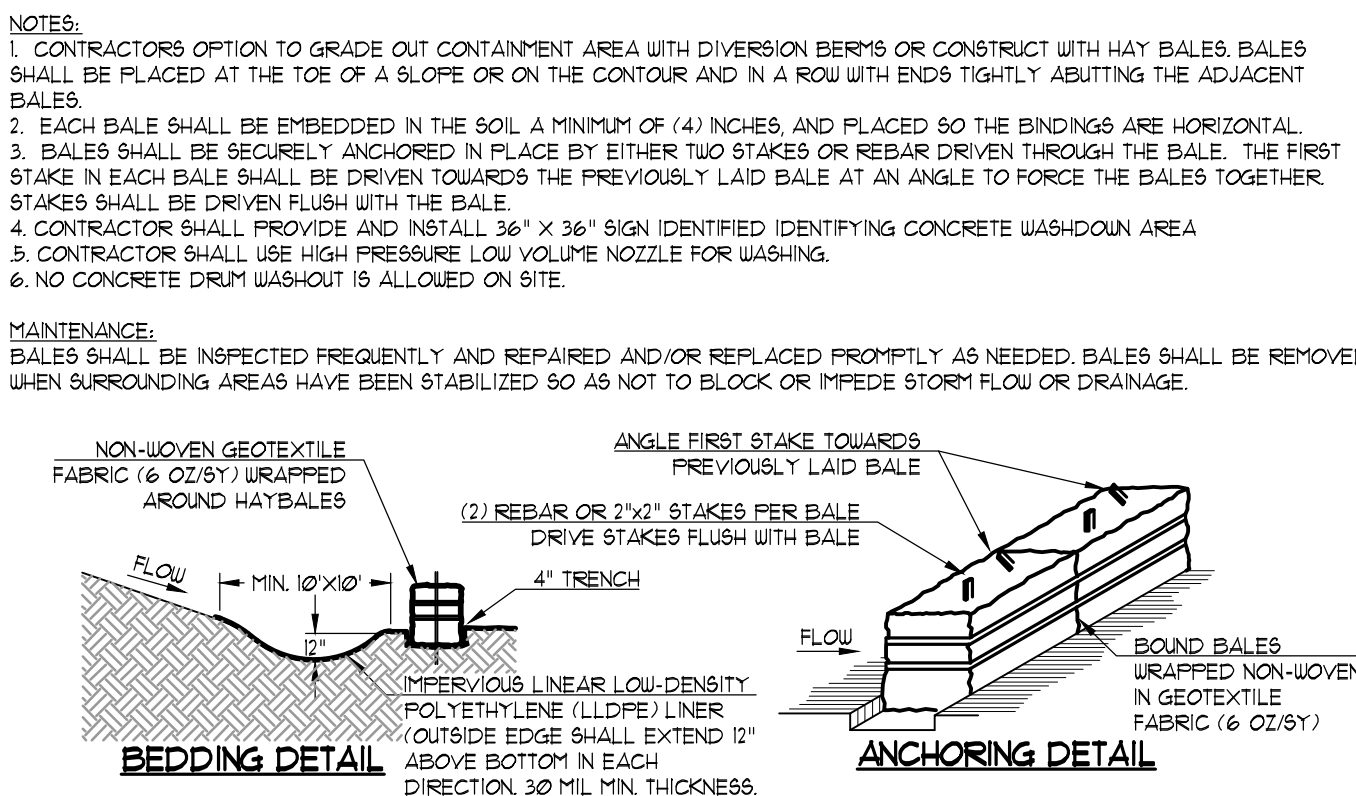 NOTES:
1. CONTRACTORS OPTION TO GRADE OUT CONTAINMENT AREA WITH DIVERSION BERMS OR CONSTRUCT WITH HAY BALES. BALES
SHALL BE PLACED AT THE TOE OF A SLOPE OR ON THE CONTOUR AND IN A ROW WITH ENDS TIGHTLY ABUTTING THE ADJACENT
BALES.
2. EACH BALE SHALL BE EMBEDDED IN THE SOIL A MINIMUM OF (4) INCHES, AND PLACED SO THE BINDINGS ARE HORIZONTAL.
3. BALES SHALL BE SECURELY ANCHORED IN PLACE BY EITHER TWO STAKES OR REBAR DRIVEN THROUGH THE BALE. THE FIRST
STAKE IN EACH BALE SHALL BE DRIVEN TOWARDS THE PREVIOUSLY LAID BALE AT AN ANGLE TO FORCE THE BALES TOGETHER.
STAKES SHALL BE DRIVEN FLUSH WITH THE BALE.
4. CONTRACTOR SHALL PROVIDE AND INSTALL 36" X 36" SIGN IDENTIFIED IDENTIFYING CONCRETE WASHDOWN AREA
5. CONTRACTOR SHALL USE HIGH PRESSURE LOW VOLUME NOZZLE FOR WASHING.
6. NO CONCRETE DRUM WASHOUT IS ALLOWED ON SITE.
MAINTENANCE:
BALES SHALL BE INSPECTED FREQUENTLY AND REPAIRED AND/OR REPLACED PROMPTLY AS NEEDED. BALES SHALL BE REMOVED
WHEN SURROUNDING AREAS HAVE BEEN STABILIZED SO AS NOT TO BLOCK OR IMPEDE STORM FLOW OR DRAINAGE.
NON-WOVEN GEOTEXTILE
FABRIC (6 OZ/SY) WRAPPED
AROUND HAYBALES
FLOW
MIN. 10'X10'
12"
4" TRENCH
IMPERVIOUS LINEAR LOW-DENSITY
POLYETHYLENE (LLDPE) LINER
(OUTSIDE EDGE SHALL EXTEND 12"
ABOVE BOTTOM IN EACH
DIRECTION. 30 MIL MIN. THICKNESS.
BEDDING DETAIL
ANGLE FIRST STAKE TOWARDS
PREVIOUSLY LAID BALE
(2) REBAR OR 2"x2" STAKES PER BALE
DRIVE STAKES FLUSH WITH BALE
FLOW
BOUND BALES
WRAPPED NON-WOVEN
IN GEOTEXTILE
FABRIC (6 OZ/SY)
ANCHORING DETAIL